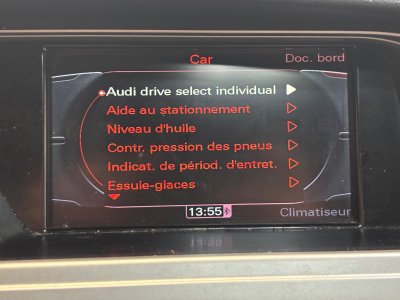 Car
Doc. bord
Audi drive select individual
Aide au stationnement
Niveau d'huile
Contr. pression des pneus
Indicat. de périod. d'entret.
Essuie-glaces
13:55
Climatiseur